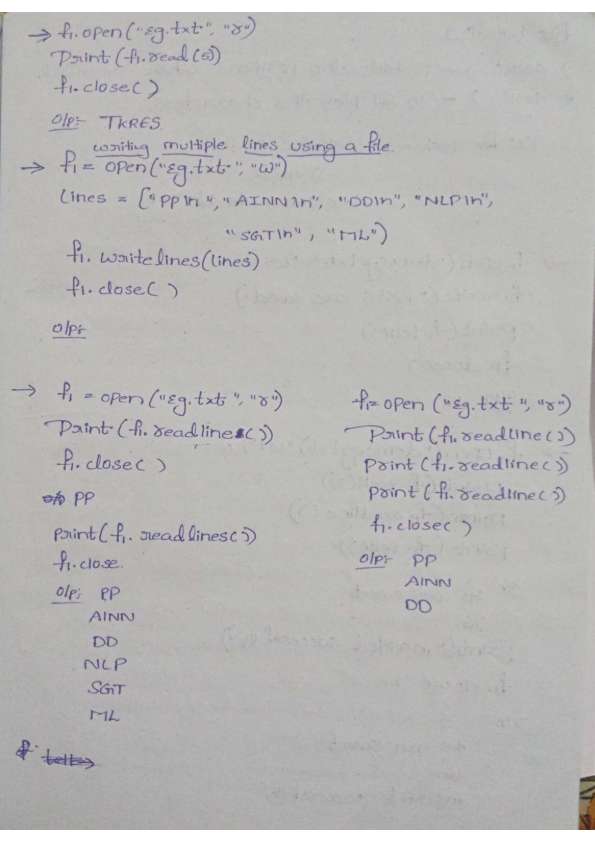 → f1.open("Eg.txt", "r")
Print(f1.read(5))
f1.close()
O/p:- TKRES
writing multiple lines using a file
→ f1 = open("Eg.txt", "w")
lines = ["PP\n", "AINN\n", "DD\n", "NLP\n",
"SGT\n", "ML")
f1.writelines(lines)
f1.close()
o/p:-
→ f1 = open("Eg.txt", "r")
Print(f1.readline())
f1.close()
o/p PP
Print(f1.readlines())
f1.close.
o/p:- PP
AINN
DD
NLP
SGT
ML
f1= open("Eg.txt", "r")
Print(f1.readline())
Print(f1.readline())
Print(f1.readline())
f1.close()
o/p:- PP
AINN
DD